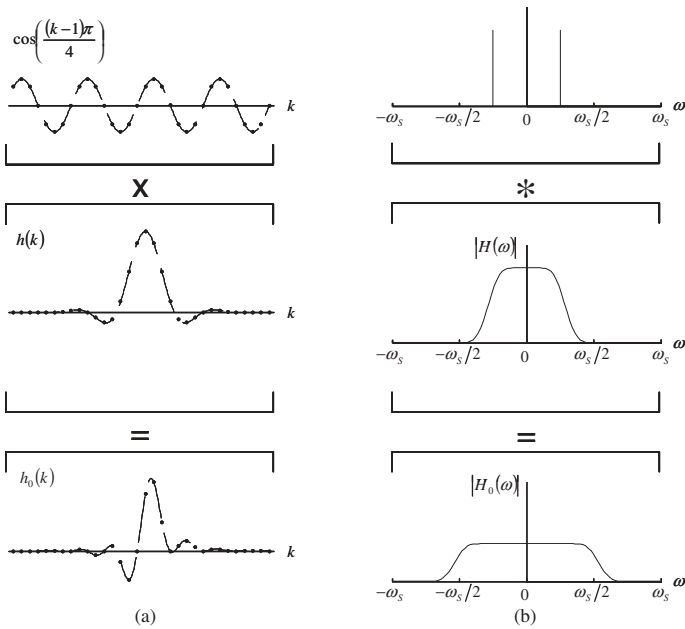 cos((k−1)π/4)
k
−ω_S −ω_S/2 0 ω_S/2 ω_S ω
X
*
h(k)
k
|H(ω)|
−ω_S −ω_S/2 0 ω_S/2 ω_S ω
=
=
h_0(k)
k
|H_0(ω)|
−ω_S −ω_S/2 0 ω_S/2 ω_S ω
(a)
(b)